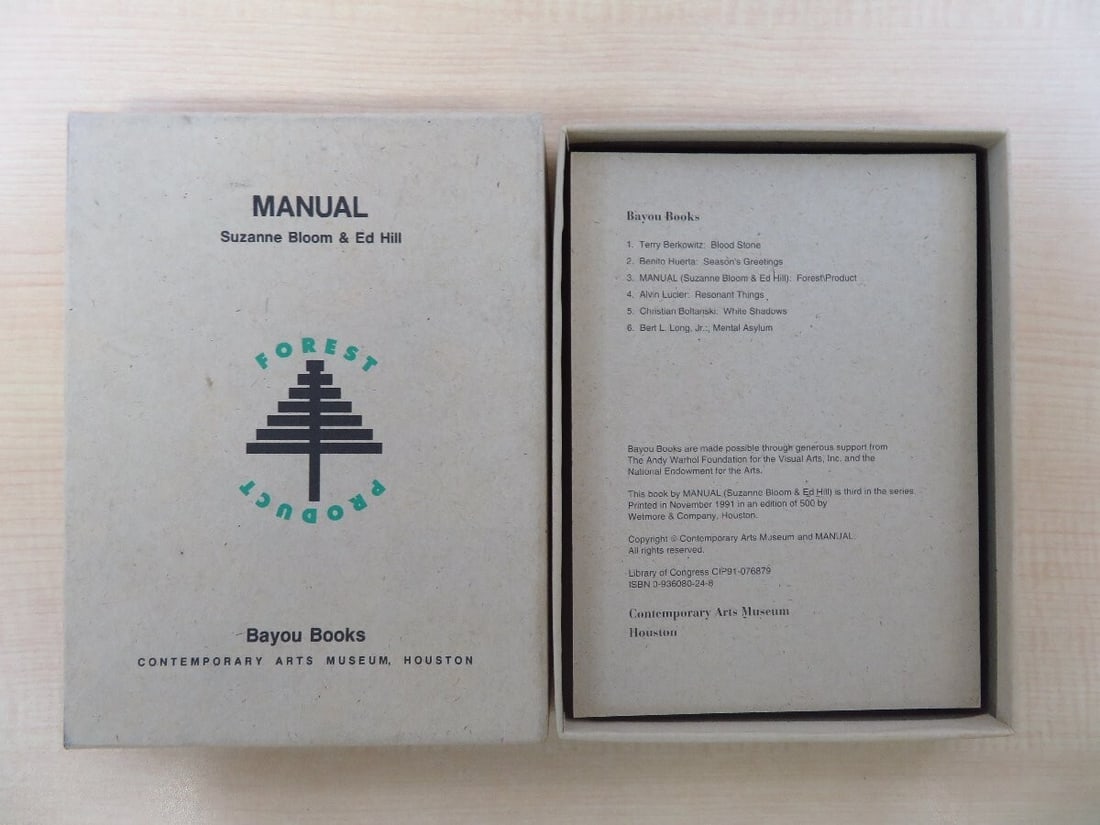 MANUAL
Suzanne Bloom & Ed Hill
FOREST
PRODUCT
Bayou Books
CONTEMPORARY ARTS MUSEUM, HOUSTON
Bayou Books
1. Terry Berkowitz: Blood Stone
2. Benito Huerta: Season's Greetings
3. MANUAL (Suzanne Bloom & Ed Hill): Forest\Product
4. Alvin Lucier: Resonant Things
5. Christian Boltanski: White Shadows
6. Bert L. Long, Jr.: Mental Asylum
Bayou Books are made possible through generous support from
The Andy Warhol Foundation for the Visual Arts, Inc. and the
National Endowment for the Arts.
This book by MANUAL (Suzanne Bloom & Ed Hill) is third in the series.
Printed in November 1991 in an edition of 500 by
Wetmore & Company, Houston.
Copyright © Contemporary Arts Museum and MANUAL.
All rights reserved.
Library of Congress CIP91-076879
ISBN 0-936080-24-8
Contemporary Arts Museum
Houston